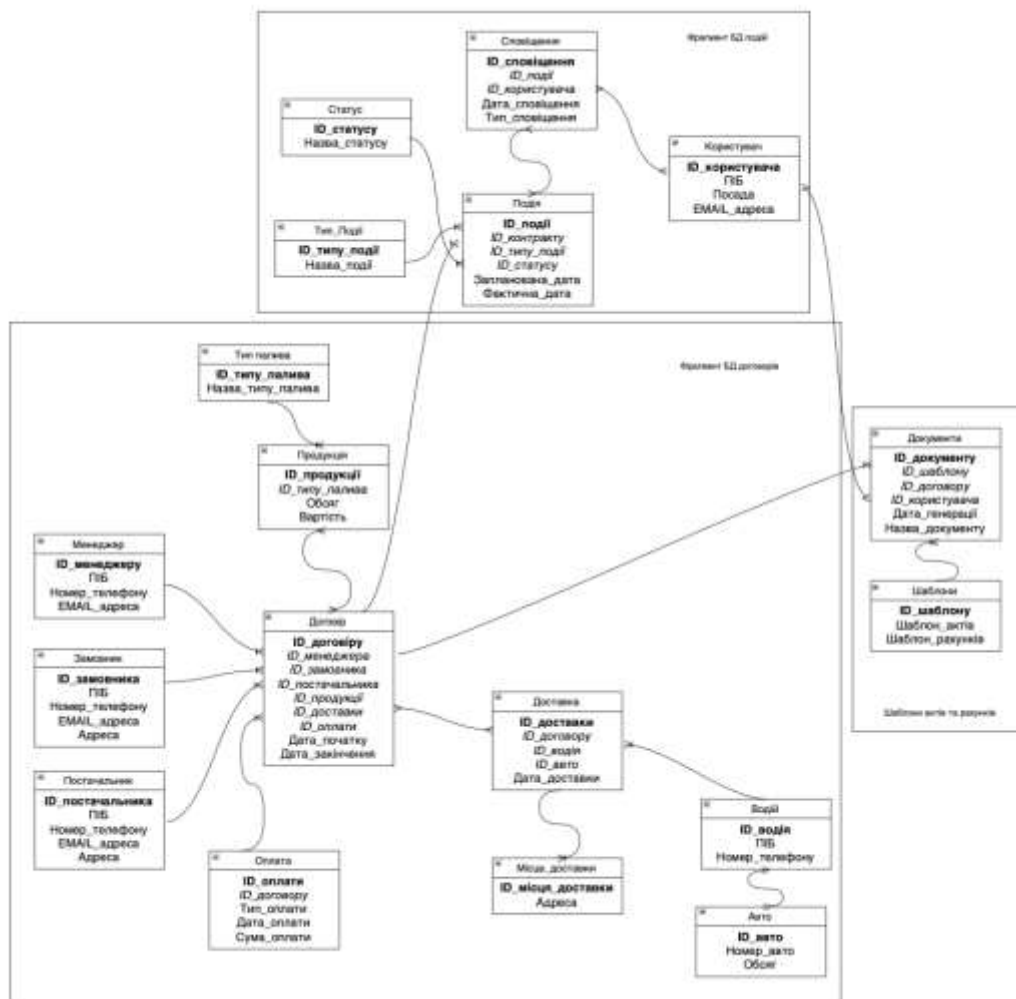 Фрагмент БД події
Сповіщення
ID_сповіщення
ID_події
ID_користувача
Дата_сповіщення
Тип_сповіщення
Статус
ID_статусу
Назва_статусу
Користувач
ID_користувача
ПІБ
Посада
EMAIL_адреса
Подія
ID_події
ID_контракту
ID_типу_події
ID_статусу
Запланована_дата
Фактична_дата
Тип_Події
ID_типу_події
Назва_події
Фрагмент БД договорів
Тип палива
ID_типу_палива
Назва_типу_палива
Продукція
ID_продукції
ID_типу_палива
Обсяг
Вартість
Документа
ID_документу
ID_шаблону
ID_договору
ID_користувача
Дата_генерації
Назва_документу
Менеджер
ID_менеджеру
ПІБ
Номер_телефону
EMAIL_адреса
Шаблони
ID_шаблону
Шаблон_актів
Шаблон_рахунків
Договір
ID_договіру
ID_менеджера
ID_замовника
ID_постачальника
ID_продукції
ID_доставки
ID_оплати
Дата_початку
Дата_закінчення
Замовник
ID_замовника
ПІБ
Номер_телефону
EMAIL_адреса
Адреса
Доставка
ID_доставки
ID_договору
ID_водія
ID_авто
Дата_доставки
Шаблони актів та рахунків
Постачальник
ID_постачальника
ПІБ
Номер_телефону
EMAIL_адреса
Адреса
Водій
ID_водія
ПІБ
Номер_телефону
Оплата
ID_оплати
ID_договору
Тип_оплати
Дата_оплати
Сума_оплати
Місце_доставки
ID_місця_доставки
Адреса
Авто
ID_авто
Номер_авто
Обсяг